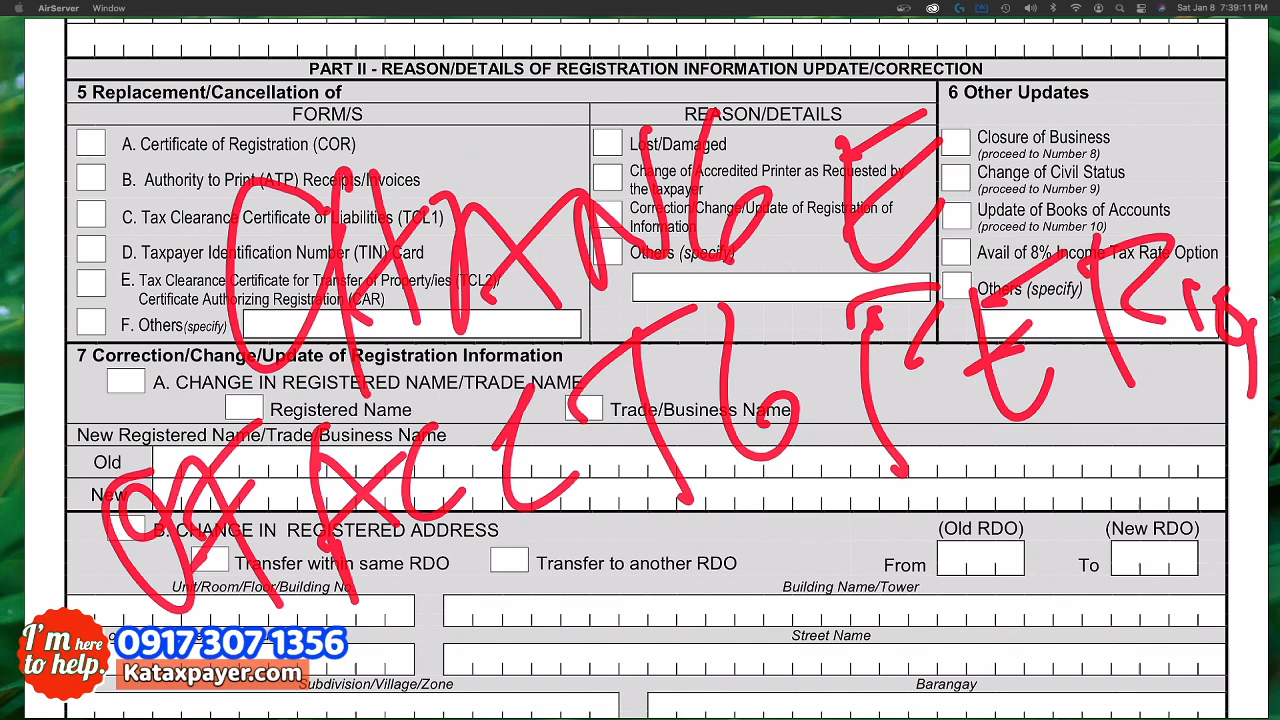 AirServer Window
Sat Jan 8 7:39:11 PM
PART II - REASON/DETAILS OF REGISTRATION INFORMATION UPDATE/CORRECTION
5 Replacement/Cancellation of
FORM/S
REASON/DETAILS
6 Other Updates
A. Certificate of Registration (COR)
Lost/Damaged
Closure of Business
(proceed to Number 8)
B. Authority to Print (ATP) Receipts/Invoices
Change of Accredited Printer as Requested by
the taxpayer
Change of Civil Status
(proceed to Number 9)
C. Tax Clearance Certificate of Liabilities (TCL1)
Correction/Change/Update of Registration of
Information
Update of Books of Accounts
(proceed to Number 10)
D. Taxpayer Identification Number (TIN) Card
Others (specify)
Avail of 8% Income Tax Rate Option
E. Tax Clearance Certificate for Transfer of Property/ies (TCL2)/
Certificate Authorizing Registration (CAR)
Others (specify)
F. Others (specify)
CHANGE
7 Correction/Change/Update of Registration Information
A. CHANGE IN REGISTERED NAME/TRADE NAME
Registered Name
Trade/Business Name
New Registered Name/Trade/Business Name
Old
New
B. CHANGE IN REGISTERED ADDRESS
(Old RDO)
(New RDO)
Transfer within same RDO
Transfer to another RDO
From
To
Unit/Room/Floor/Building No.
Building Name/Tower
Street Name
Subdivision/Village/Zone
Barangay
I'm here
to help.
0917 307 1356
Kataxpayer.com